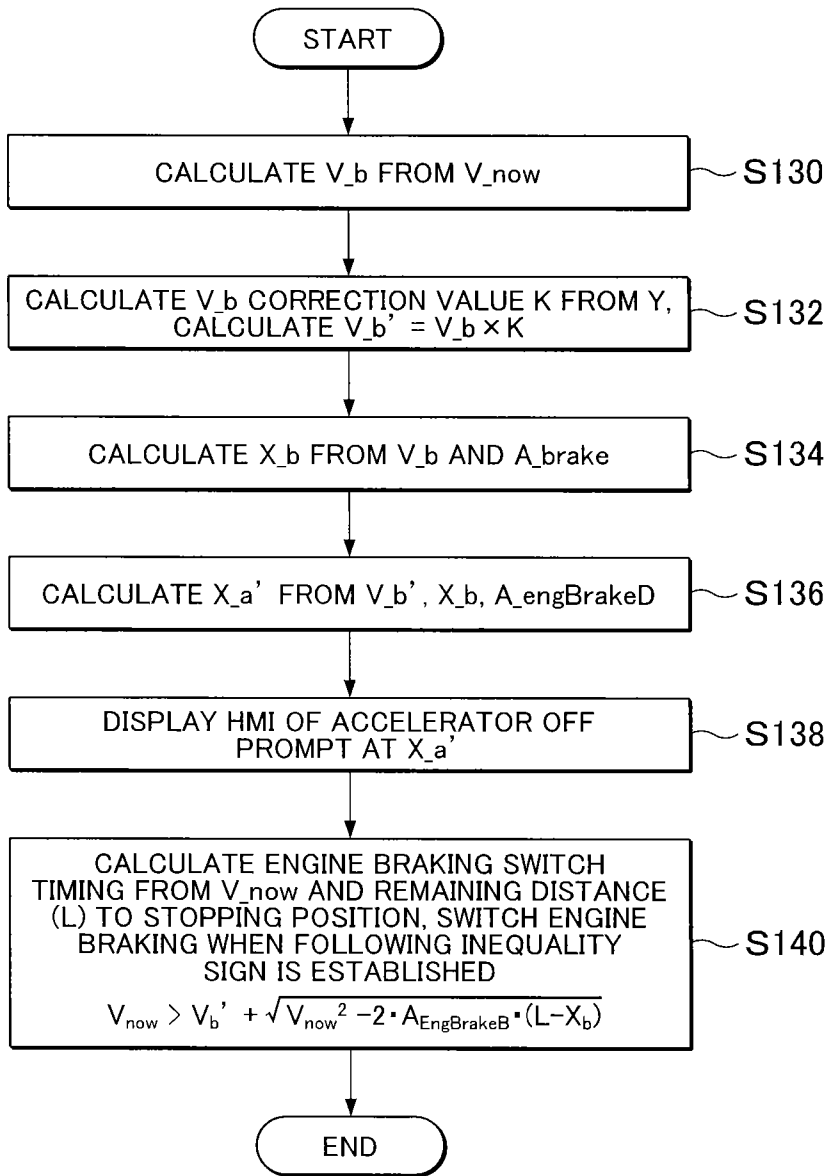 START
CALCULATE V_b FROM V_now
S130
CALCULATE V_b CORRECTION VALUE K FROM Y,
CALCULATE V_b' = V_b × K
S132
CALCULATE X_b FROM V_b AND A_brake
S134
CALCULATE X_a' FROM V_b', X_b, A_engBrakeD
S136
DISPLAY HMI OF ACCELERATOR OFF
PROMPT AT X_a'
S138
CALCULATE ENGINE BRAKING SWITCH
TIMING FROM V_now AND REMAINING DISTANCE
(L) TO STOPPING POSITION, SWITCH ENGINE
BRAKING WHEN FOLLOWING INEQUALITY
SIGN IS ESTABLISHED
V_now > V_b' + √(V_now² −2・A_EngBrakeB・(L−X_b))
S140
END